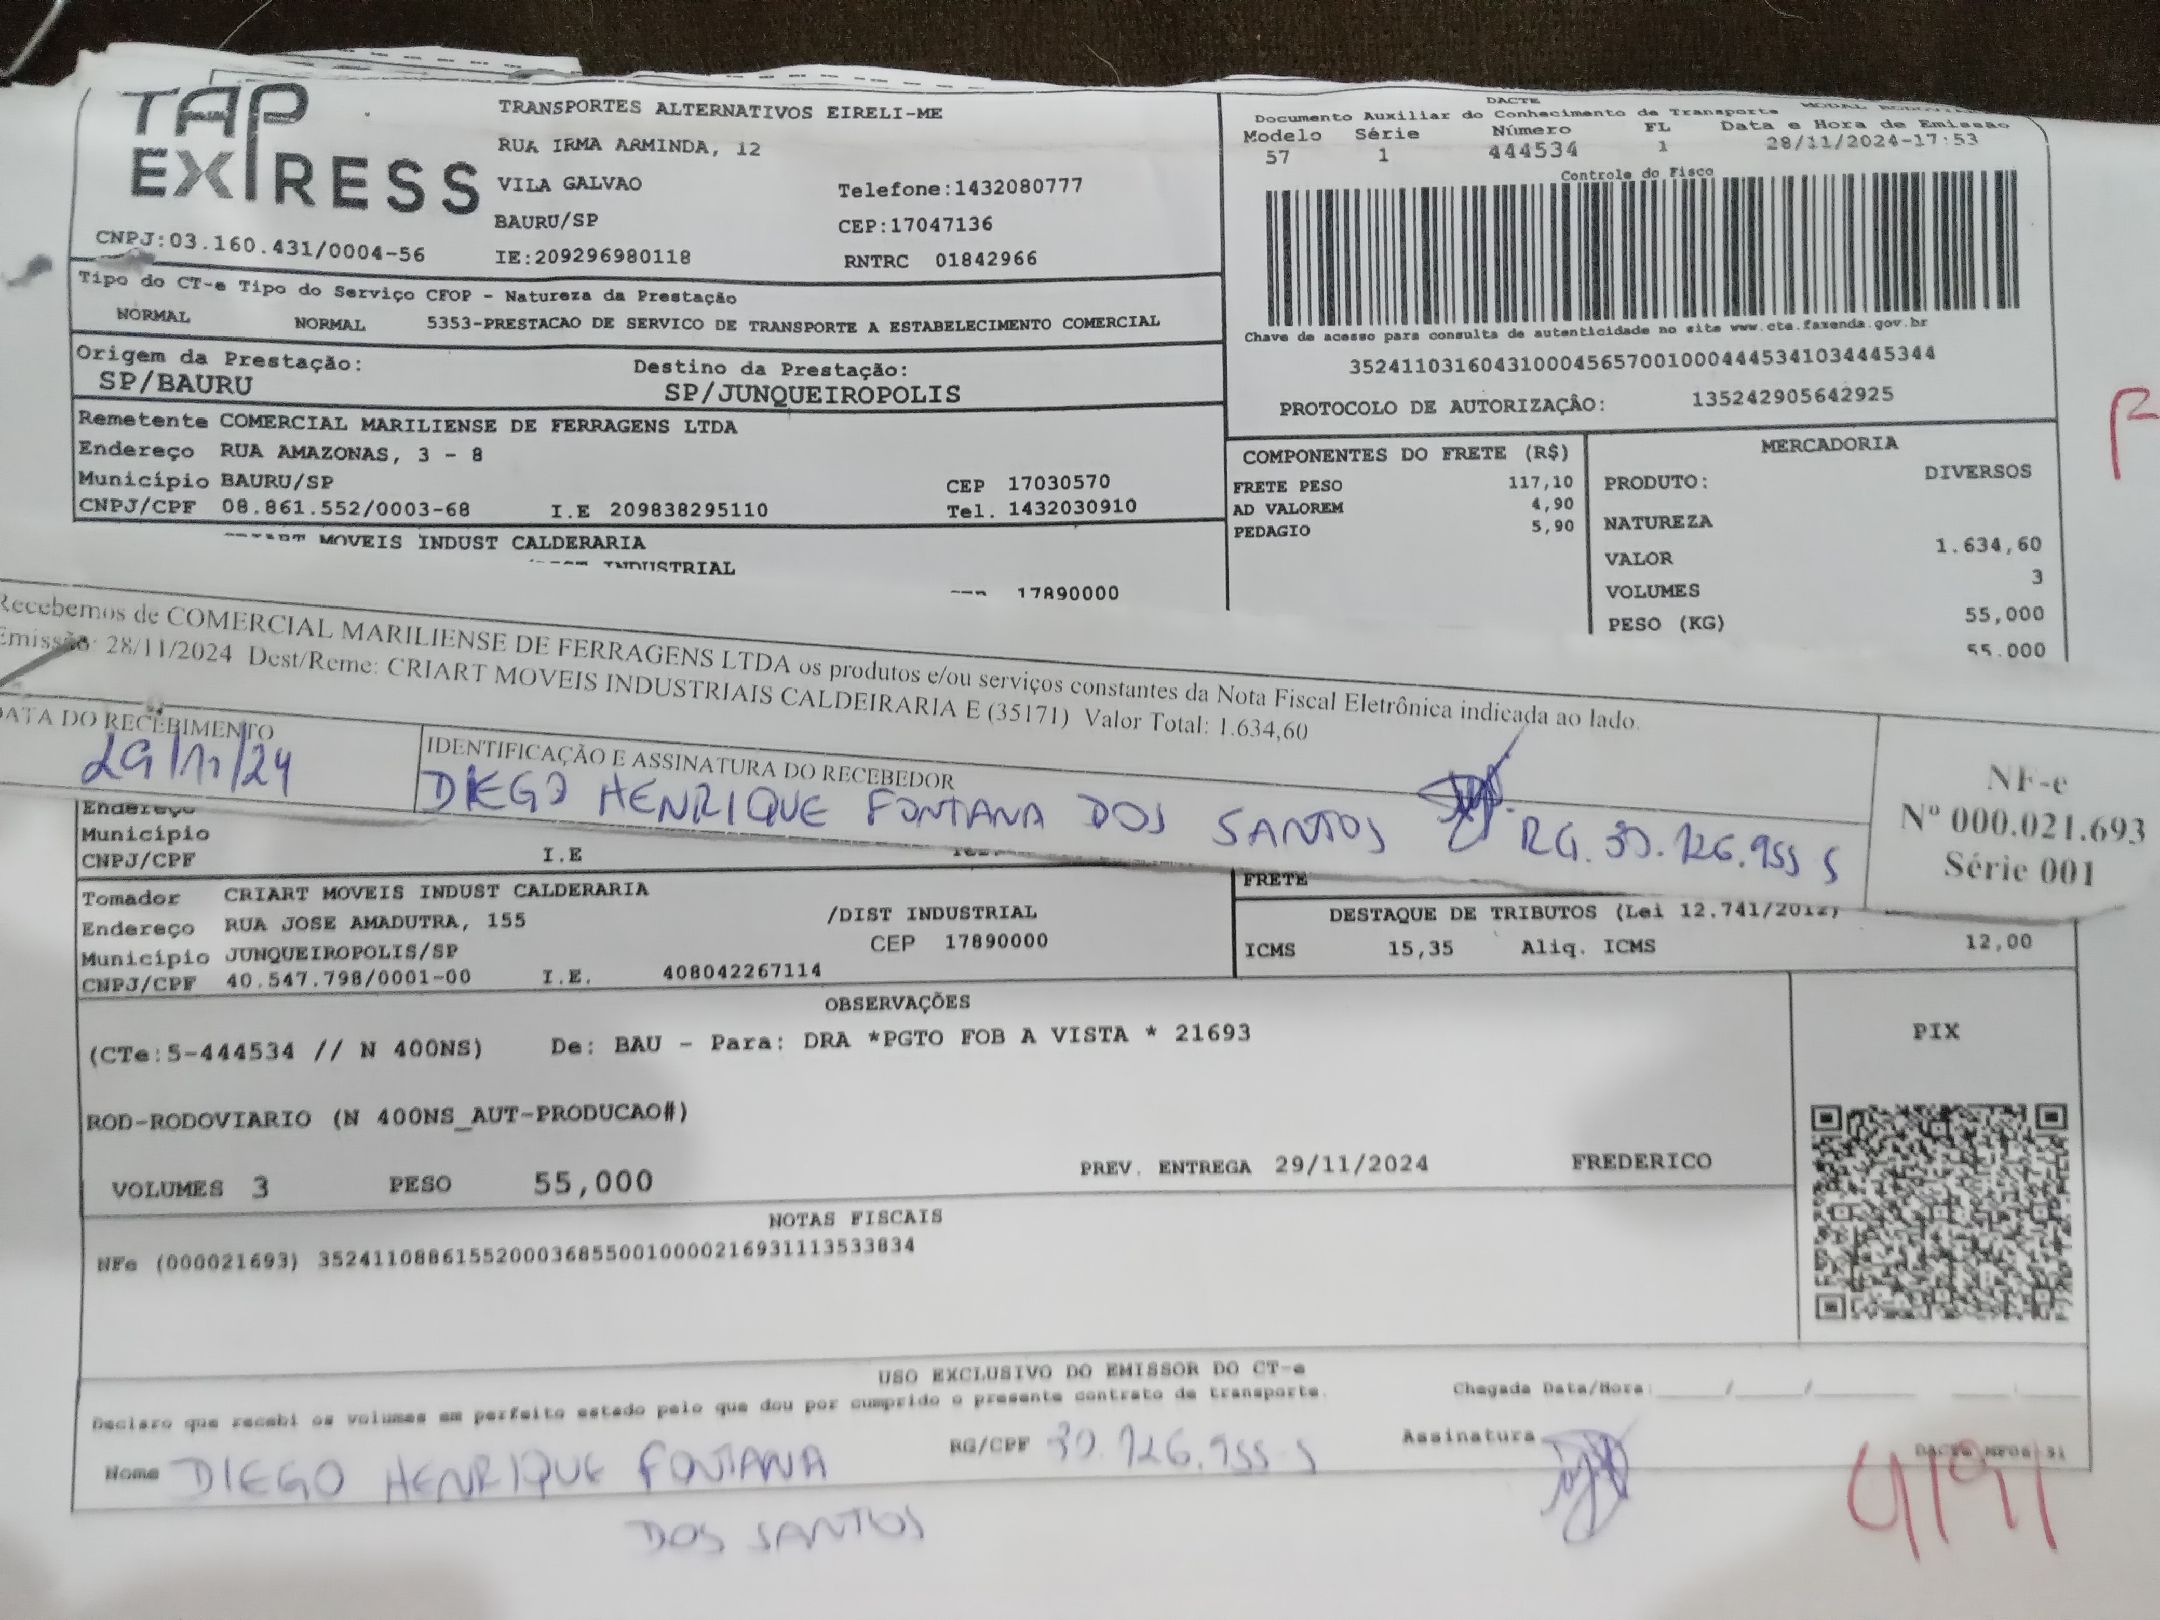 TAP
EXPRESS
TRANSPORTES ALTERNATIVOS EIRELI-ME
RUA IRMA ARMINDA, 12
VILA GALVAO
Telefone:1432080777
BAURU/SP
CEP:17047136
CNPJ:03.160.431/0004-56
IE:209296980118
RNTRC 01842966
DACTE
Documento Auxiliar do Conhecimento de Transporte
Modelo Série Número FL Data e Hora de Emissão
57 1 444534 1 28/11/2024-17:53
Controle do Fisco
Chave de acesso para consulta de autenticidade no site www.cte.fazenda.gov.br
35241103160431000456570010004445341034445344
PROTOCOLO DE AUTORIZAÇÃO: 135242905642925
Tipo do CT-e Tipo do Serviço CFOP - Natureza da Prestação
NORMAL NORMAL 5353-PRESTACAO DE SERVICO DE TRANSPORTE A ESTABELECIMENTO COMERCIAL
Origem da Prestação: Destino da Prestação:
SP/BAURU SP/JUNQUEIROPOLIS
Remetente COMERCIAL MARILIENSE DE FERRAGENS LTDA
Endereço RUA AMAZONAS, 3 - 8
Município BAURU/SP CEP 17030570
CNPJ/CPF 08.861.552/0003-68 I.E 209838295110 Tel. 1432030910
MOVEIS INDUST CALDERARIA
INDUSTRIAL
17890000
COMPONENTES DO FRETE (R$)
FRETE PESO 117,10
AD VALOREM 4,90
PEDAGIO 5,90
MERCADORIA
PRODUTO: DIVERSOS
NATUREZA
VALOR 1.634,60
VOLUMES 3
PESO (KG) 55,000
55.000
Recebemos de COMERCIAL MARILIENSE DE FERRAGENS LTDA os produtos e/ou serviços constantes da Nota Fiscal Eletrônica indicada ao lado.
Emissão: 28/11/2024 Dest/Reme: CRIART MOVEIS INDUSTRIAIS CALDEIRARIA E (35171) Valor Total: 1.634,60
DATA DO RECEBIMENTO
29/11/24
IDENTIFICAÇÃO E ASSINATURA DO RECEBEDOR
DIEGO HENRIQUE FONTANA DOS SANTOS RG. 30.726.955 S
NF-e
Nº 000.021.693
Série 001
Endereço
Município
CNPJ/CPF I.E
FRETE
Tomador CRIART MOVEIS INDUST CALDERARIA
Endereço RUA JOSE AMADUTRA, 155 /DIST INDUSTRIAL
Município JUNQUEIROPOLIS/SP CEP 17890000
CNPJ/CPF 40.547.798/0001-00 I.E. 408042267114
DESTAQUE DE TRIBUTOS (Lei 12.741/2012)
ICMS 15,35 Aliq. ICMS 12,00
OBSERVAÇÕES
(CTe:5-444534 // N 400NS) De: BAU - Para: DRA *PGTO FOB A VISTA * 21693
ROD-RODOVIARIO (N 400NS_AUT-PRODUCAO#)
VOLUMES 3 PESO 55,000 PREV. ENTREGA 29/11/2024 FREDERICO
PIX
NOTAS FISCAIS
NFe (000021693) 35241108861552000368550010000216931113533834
USO EXCLUSIVO DO EMISSOR DO CT-e
Declaro que recebi os volumes em perfeito estado pelo que dou por cumprido o presente contrato de transporte.
Chegada Data/Hora: / /
Nome DIEGO HENRIQUE FONTANA
DOS SANTOS
RG/CPF 30.726.955 S
Assinatura